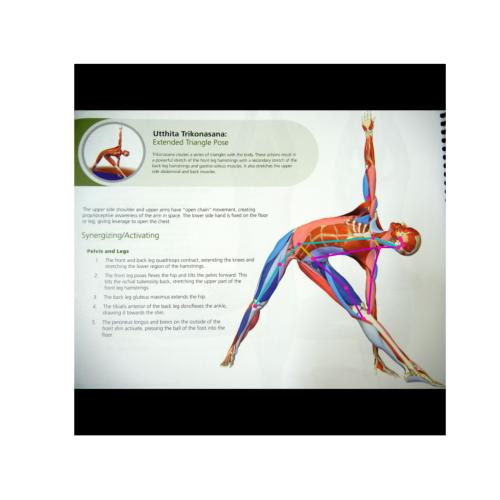 Utthita Trikonasana:
Extended Triangle Pose
Trikonasana creates a series of triangles with the body. These actions result in
a powerful stretch of the front leg hamstrings with a secondary stretch of the
back leg hamstrings and gastroc-soleus muscles. It also stretches the upper
side abdominal and back muscles.
The upper side shoulder and upper arms have "open chain" movement, creating
proprioceptive awareness of the arm in space. The lower side hand is fixed on the floor
or leg, giving leverage to open the chest.
Synergizing/Activating
Pelvis and Legs
1. The front and back leg quadriceps contract, extending the knees and
stretching the lower region of the hamstrings.
2. The front leg psoas flexes the hip and tilts the pelvis forward. This
tilts the ischial tuberosity back, stretching the upper part of the
front leg hamstrings.
3. The back leg gluteus maximus extends the hip.
4. The tibialis anterior of the back leg dorsiflexes the ankle,
drawing it towards the shin.
5. The peroneus longus and brevis on the outside of the
front shin activate, pressing the ball of the foot into the
floor.